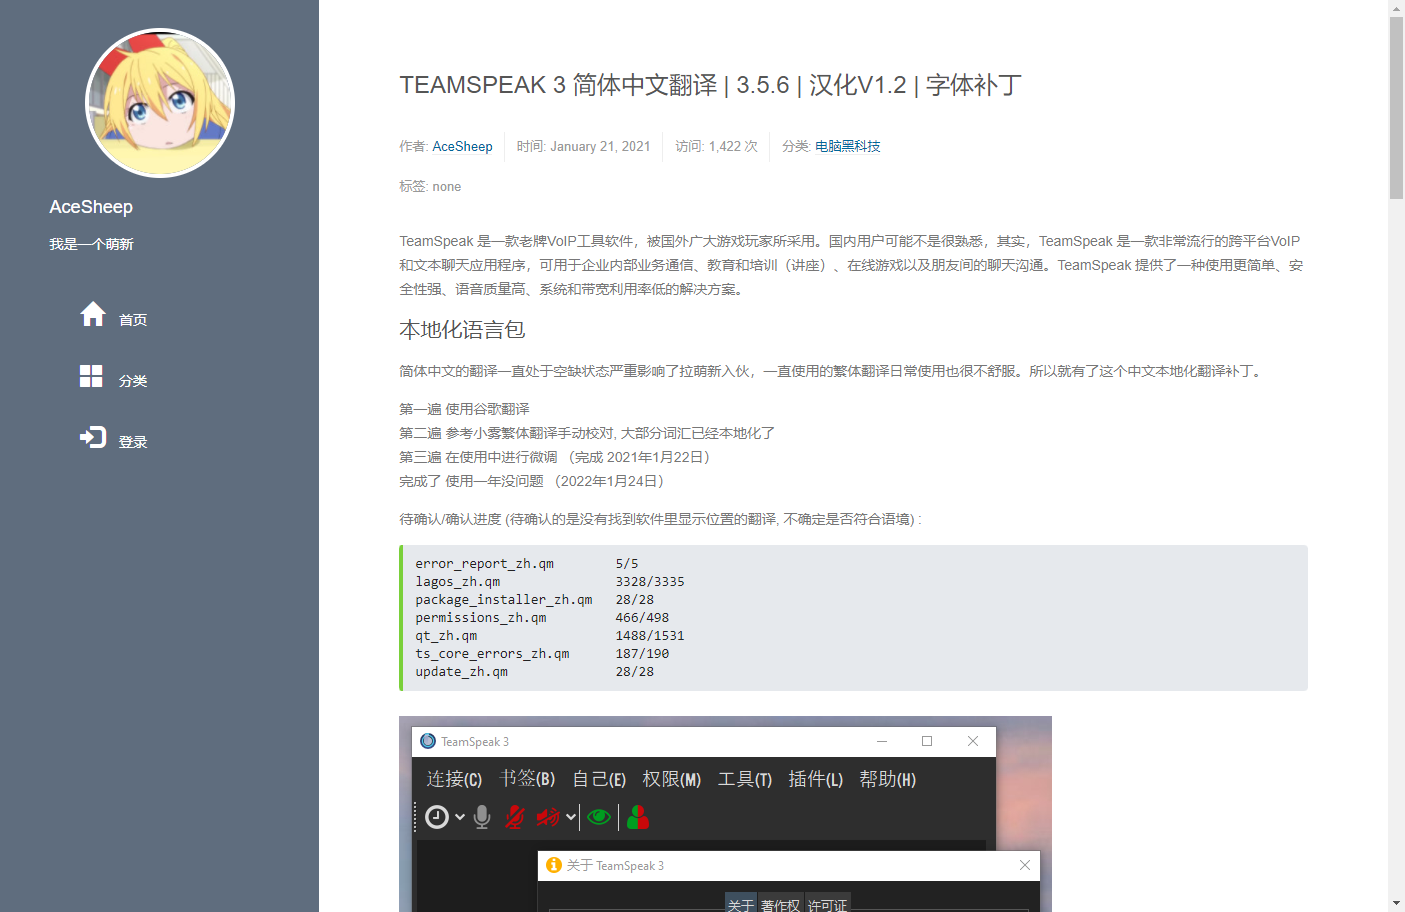 AceSheep
我是一个萌新
首页
分类
登录
TEAMSPEAK 3 简体中文翻译 | 3.5.6 | 汉化V1.2 | 字体补丁
作者: AceSheep 时间: January 21, 2021 访问: 1,422 次 分类: 电脑黑科技
标签: none
TeamSpeak 是一款老牌VoIP工具软件，被国外广大游戏玩家所采用。国内用户可能不是很熟悉，其实，TeamSpeak 是一款非常流行的跨平台VoIP
和文本聊天应用程序，可用于企业内部业务通信、教育和培训（讲座）、在线游戏以及朋友间的聊天沟通。TeamSpeak 提供了一种使用更简单、安
全性强、语音质量高、系统和带宽利用率低的解决方案。
本地化语言包
简体中文的翻译一直处于空缺状态严重影响了拉萌新入伙，一直使用的繁体翻译日常使用也很不舒服。所以就有了这个中文本地化翻译补丁。
第一遍 使用谷歌翻译
第二遍 参考小雾繁体翻译手动校对, 大部分词汇已经本地化了
第三遍 在使用中进行微调 （完成 2021年1月22日）
完成了 使用一年没问题 （2022年1月24日）
待确认/确认进度 (待确认的是没有找到软件里显示位置的翻译, 不确定是否符合语境) :
error_report_zh.qm 5/5
lagos_zh.qm 3328/3335
package_installer_zh.qm 28/28
permissions_zh.qm 466/498
qt_zh.qm 1488/1531
ts_core_errors_zh.qm 187/190
update_zh.qm 28/28
TeamSpeak 3
连接(C) 书签(B) 自己(E) 权限(M) 工具(T) 插件(L) 帮助(H)
关于 TeamSpeak 3
关于 著作权 许可证